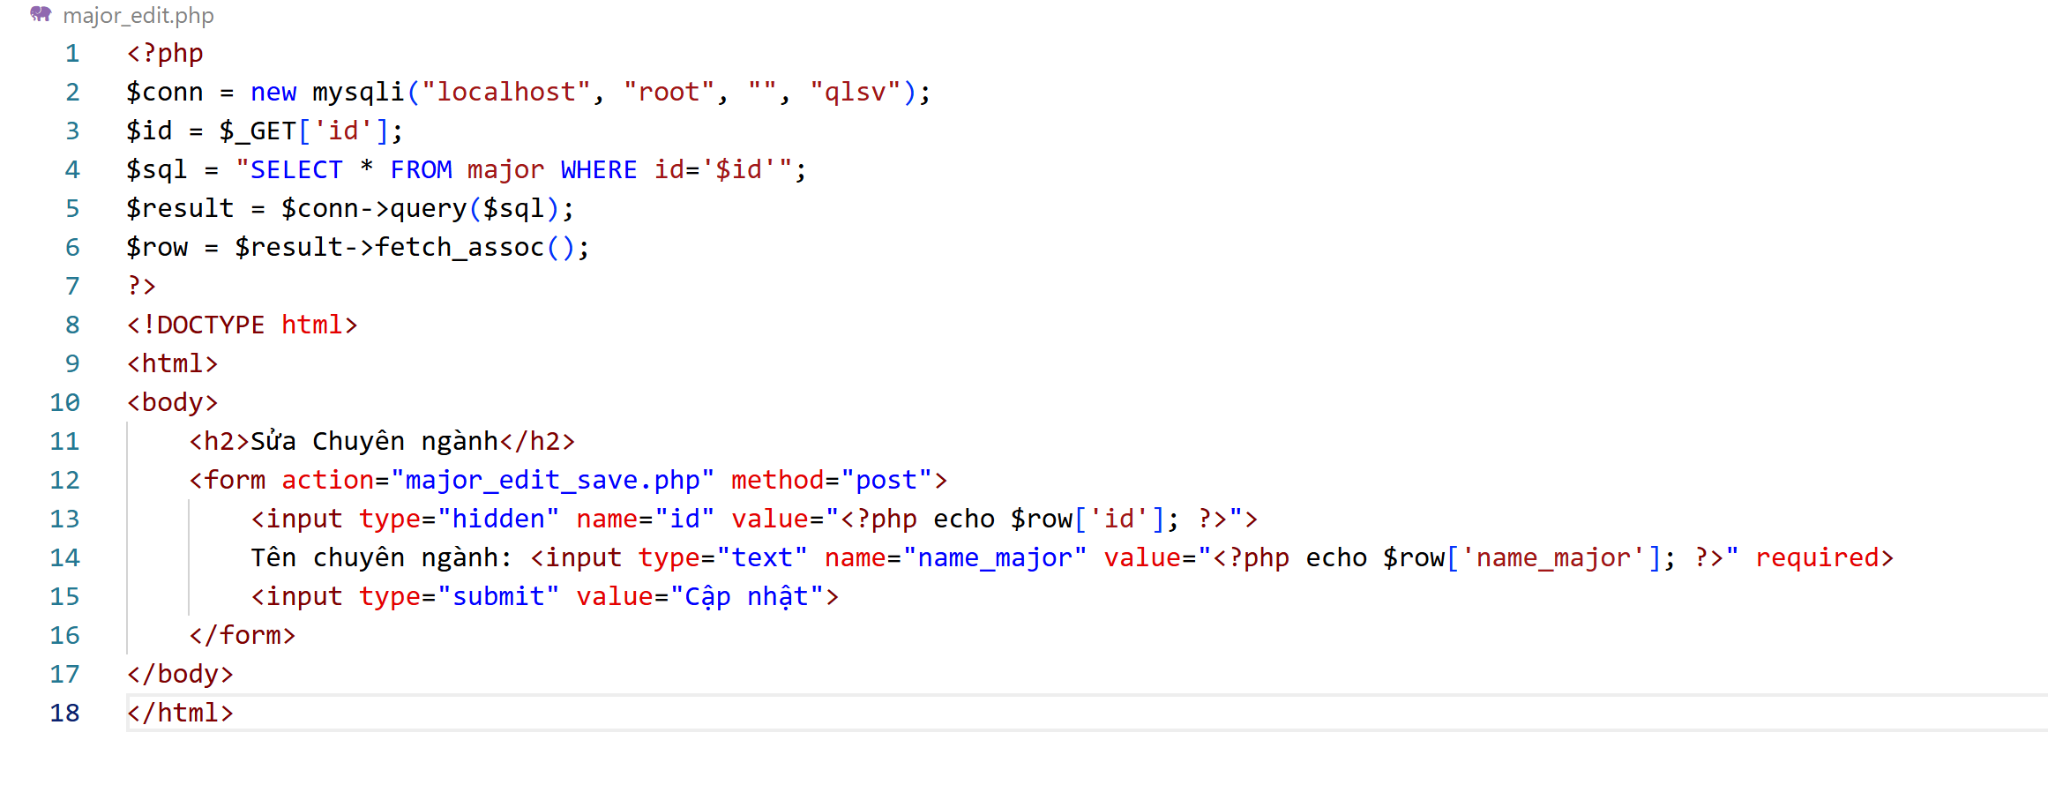 major_edit.php
1 <?php
2 $conn = new mysqli("localhost", "root", "", "qlsv");
3 $id = $_GET['id'];
4 $sql = "SELECT * FROM major WHERE id='$id'";
5 $result = $conn->query($sql);
6 $row = $result->fetch_assoc();
7 ?>
8 <!DOCTYPE html>
9 <html>
10 <body>
11     <h2>Sửa Chuyên ngành</h2>
12     <form action="major_edit_save.php" method="post">
13         <input type="hidden" name="id" value="<?php echo $row['id']; ?>">
14         Tên chuyên ngành: <input type="text" name="name_major" value="<?php echo $row['name_major']; ?>" required>
15         <input type="submit" value="Cập nhật">
16     </form>
17 </body>
18 </html>